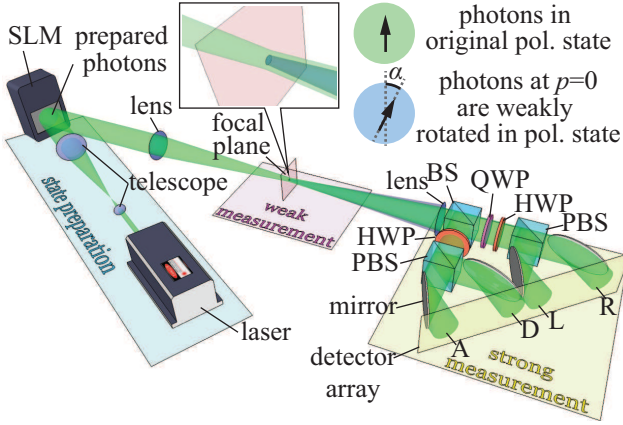 SLM
prepared
photons
lens
focal
plane
telescope
state preparation
laser
weak
measurement
photons in
original pol. state
α
photons at p=0
are weakly
rotated in pol. state
lens
BS
QWP
HWP
PBS
HWP
PBS
mirror
detector
array
A
D
L
R
strong
measurement